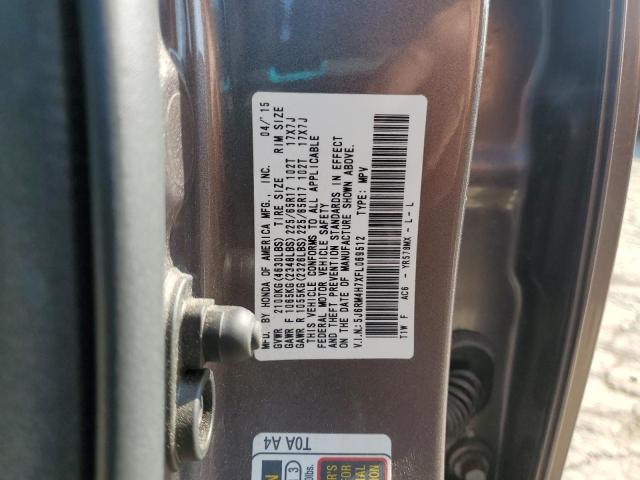 MFD. BY HONDA OF AMERICA MFG., INC. 04/'15
GVWR 2100KG(4630LBS) TIRE SIZE RIM SIZE
GAWR F 1065KG(2348LBS) 225/65R17 102T 17X7J
GAWR R 1055KG(2326LBS) 225/65R17 102T 17X7J
THIS VEHICLE CONFORMS TO ALL APPLICABLE
FEDERAL MOTOR VEHICLE SAFETY
AND THEFT PREVENTION STANDARDS IN EFFECT
ON THE DATE OF MANUFACTURE SHOWN ABOVE.
V.I.N.: 5J6RM4H7XFL069512 TYPE: MPV
T1W F AC6 - YR578MX - L - L
T0A A4
L 3